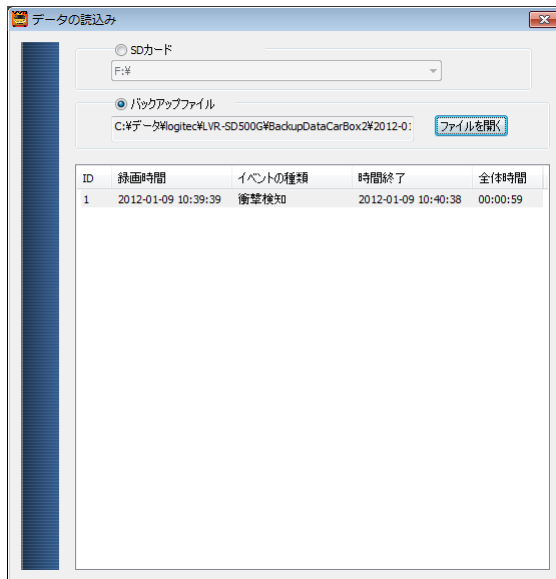 データの読込み
SDカード
F:¥
バックアップファイル
C:¥データ¥logitec¥LVR-SD500G¥BackupDataCarBox2¥2012-01
ファイルを開く
ID 録画時間 イベントの種類 時間終了 全体時間
1 2012-01-09 10:39:39 衝撃検知 2012-01-09 10:40:38 00:00:59